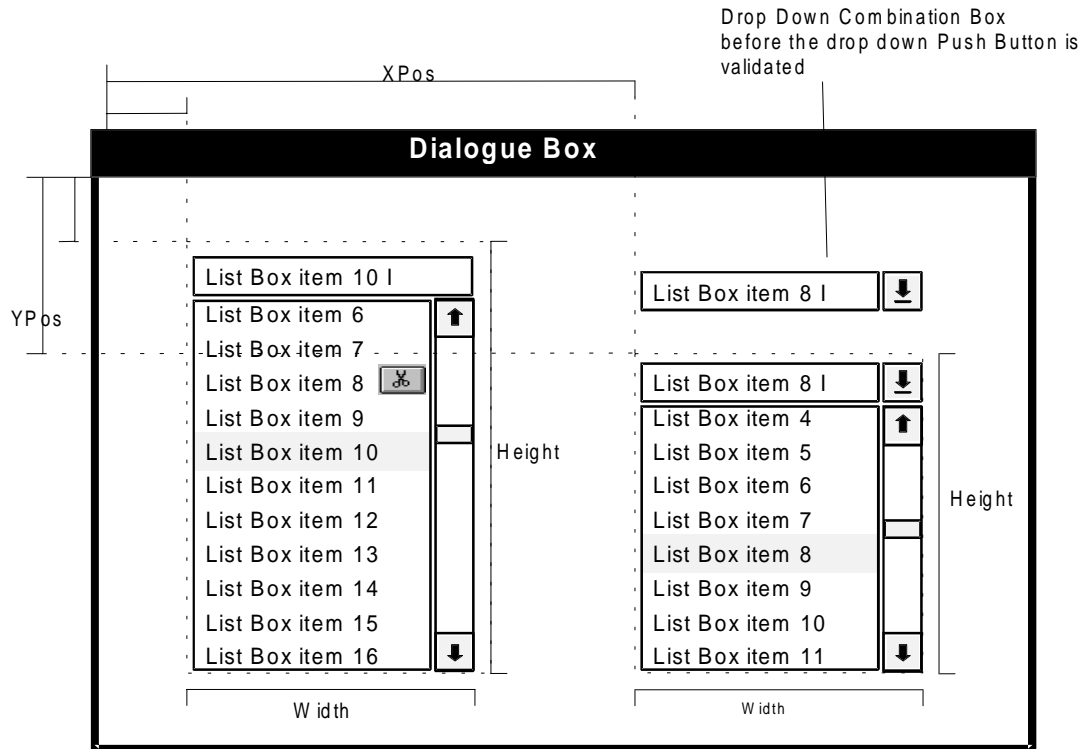 Drop Down Combination Box
before the drop down Push Button is
validated
XPos
Dialogue Box
YPos
List Box item 10 I
List Box item 6
List Box item 7
List Box item 8
List Box item 9
List Box item 10
List Box item 11
List Box item 12
List Box item 13
List Box item 14
List Box item 15
List Box item 16
Height
Width
List Box item 8 I
List Box item 8 I
List Box item 4
List Box item 5
List Box item 6
List Box item 7
List Box item 8
List Box item 9
List Box item 10
List Box item 11
Height
Width